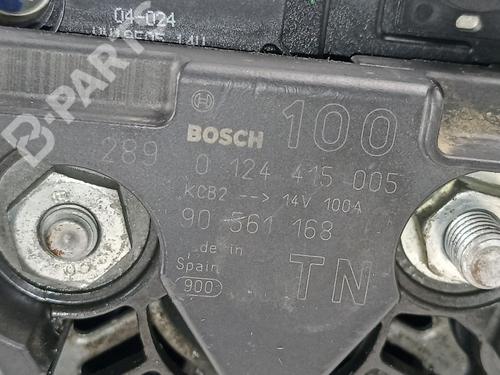 04-024
B-PARTS
BOSCH 100
289
0 124 415 005
KCB2 --> 14V 100A
90 561 168
Made in
Spain
TN
900